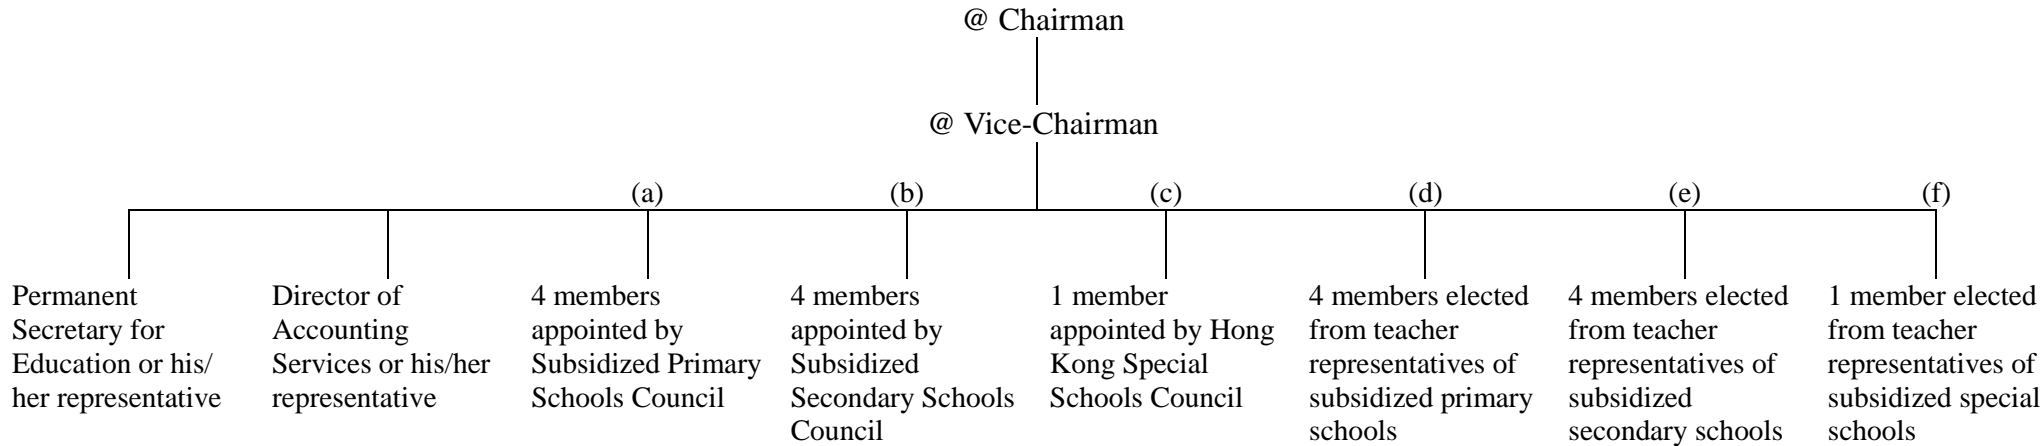 @ Chairman
@ Vice-Chairman
(a)
(b)
(c)
(d)
(e)
(f)
Permanent
Secretary for
Education or his/
her representative
Director of
Accounting
Services or his/her
representative
4 members
appointed by
Subsidized Primary
Schools Council
4 members
appointed by
Subsidized
Secondary Schools
Council
1 member
appointed by Hong
Kong Special
Schools Council
4 members elected
from teacher
representatives of
subsidized primary
schools
4 members elected
from teacher
representatives of
subsidized
secondary schools
1 member elected
from teacher
representatives of
subsidized special
schools